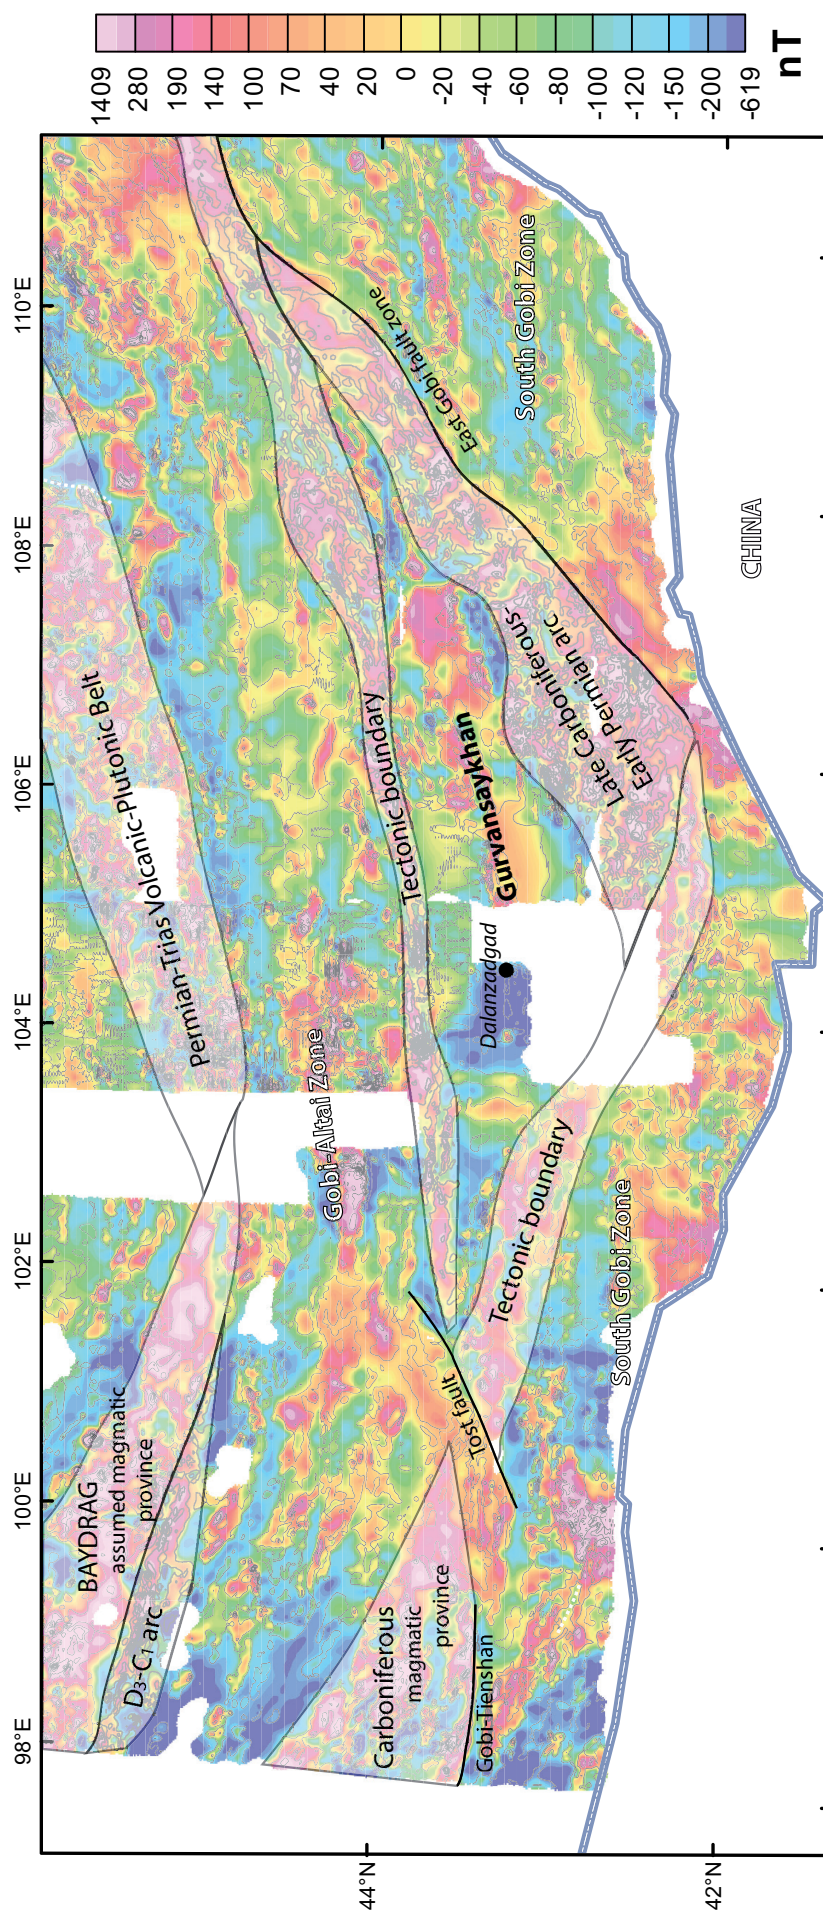 98°E
100°E
102°E
104°E
106°E
108°E
110°E
44°N
42°N
BAYDRAG
assumed magmatic
province
D3-C1 arc
Permian-Trias Volcanic-Plutonic Belt
Gobi-Altai Zone
Carboniferous
magmatic
province
Gobi-Tienshan
Tost fault
Tectonic boundary
Tectonic boundary
Dalanzadgad
Gurvansaykhan
Late Carboniferous-
Early Permian arc
East Gobi fault zone
South Gobi Zone
South Gobi Zone
CHINA
1409
280
190
140
100
70
40
20
0
-20
-40
-60
-80
-100
-120
-150
-200
-619
nT